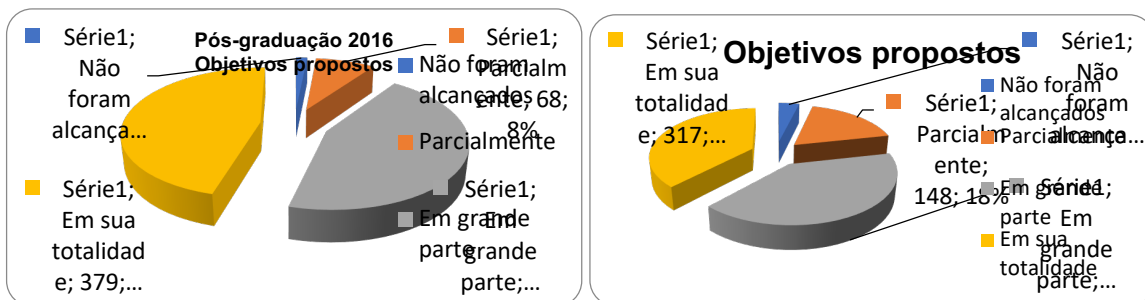 Série1;
Não
foram
alcança...
Pós-graduação 2016
Objetivos propostos
Série1;
Parcialm
ente; 68;
8%
Não foram
alcançados
Parcialmente
Em grande
parte
Série1;
Em
grande
parte;...
Série1;
Em sua
totalidad
e; 379;...
Série1;
Em sua
totalidad
e; 317;...
Objetivos propostos
Série1;
Não
foram
alcança...
Série1;
Parcialm
ente;
148; 18%
Não foram
alcançados
Parcialmente
Em grande
parte
Em sua
totalidade
Série1;
Em
grande
parte;...